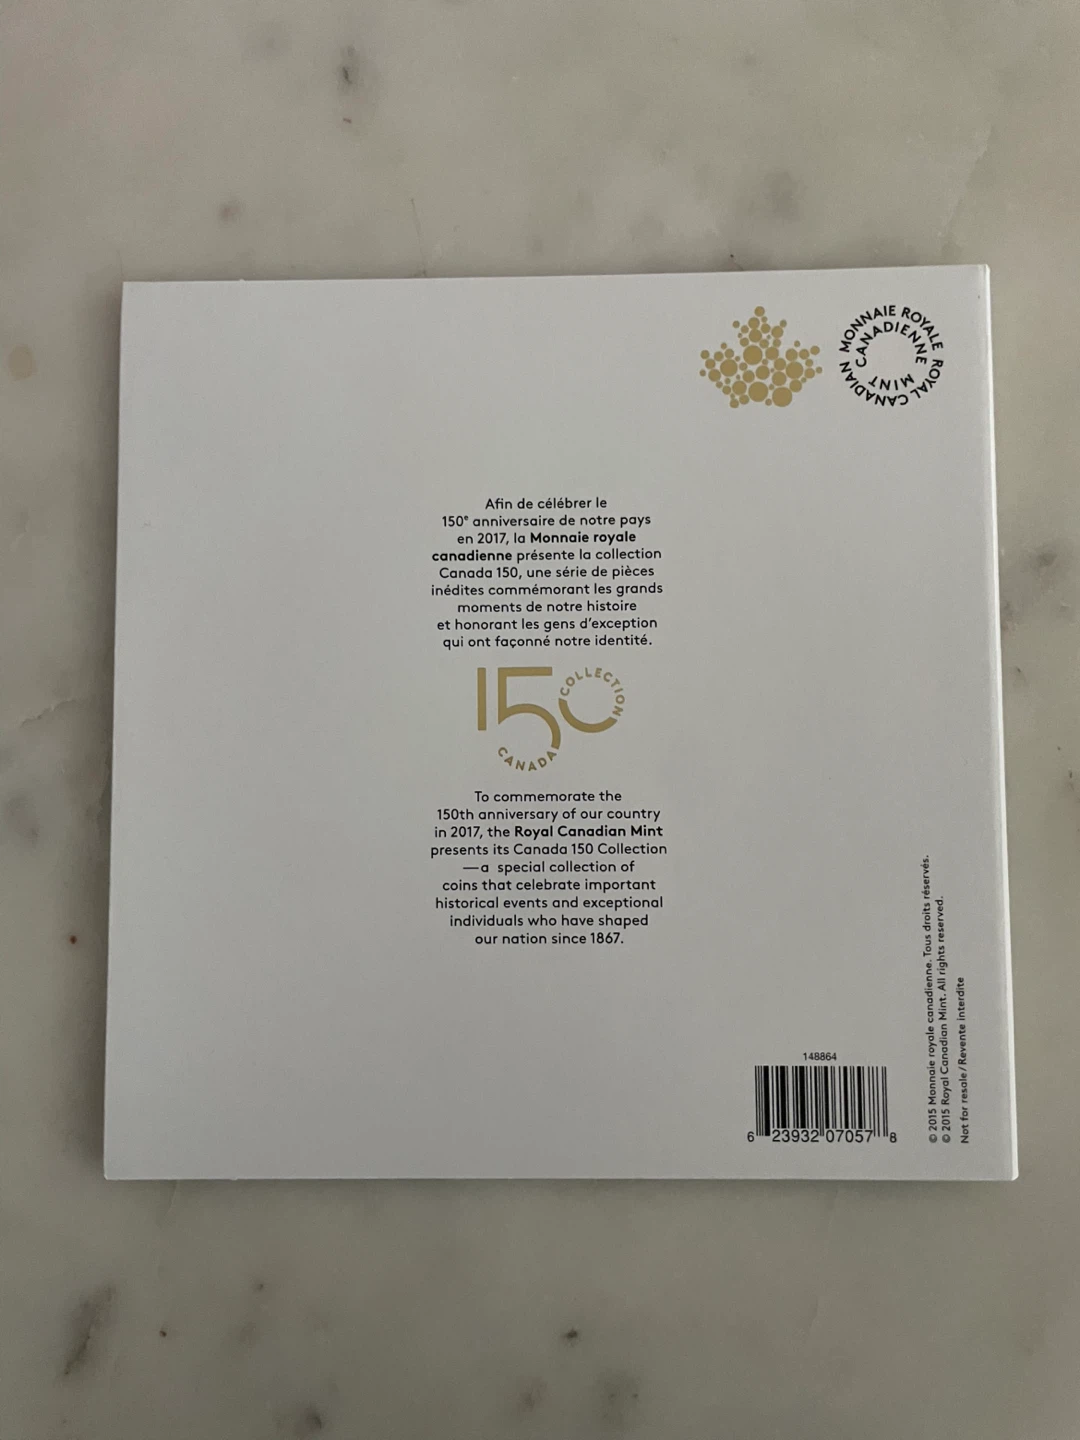 MONNAIE ROYALE CANADIENNE
ROYAL CANADIAN MINT
Afin de célébrer le
150e anniversaire de notre pays
en 2017, la Monnaie royale
canadienne présente la collection
Canada 150, une série de pièces
inédites commémorant les grands
moments de notre histoire
et honorant les gens d'exception
qui ont façonné notre identité.
150
COLLECTION
CANADA
To commemorate the
150th anniversary of our country
in 2017, the Royal Canadian Mint
presents its Canada 150 Collection
—a special collection of
coins that celebrate important
historical events and exceptional
individuals who have shaped
our nation since 1867.
148864
6 23932 07057 8
© 2015 Monnaie royale canadienne. Tous droits réservés.
© 2015 Royal Canadian Mint. All rights reserved.
Not for resale / Revente interdite